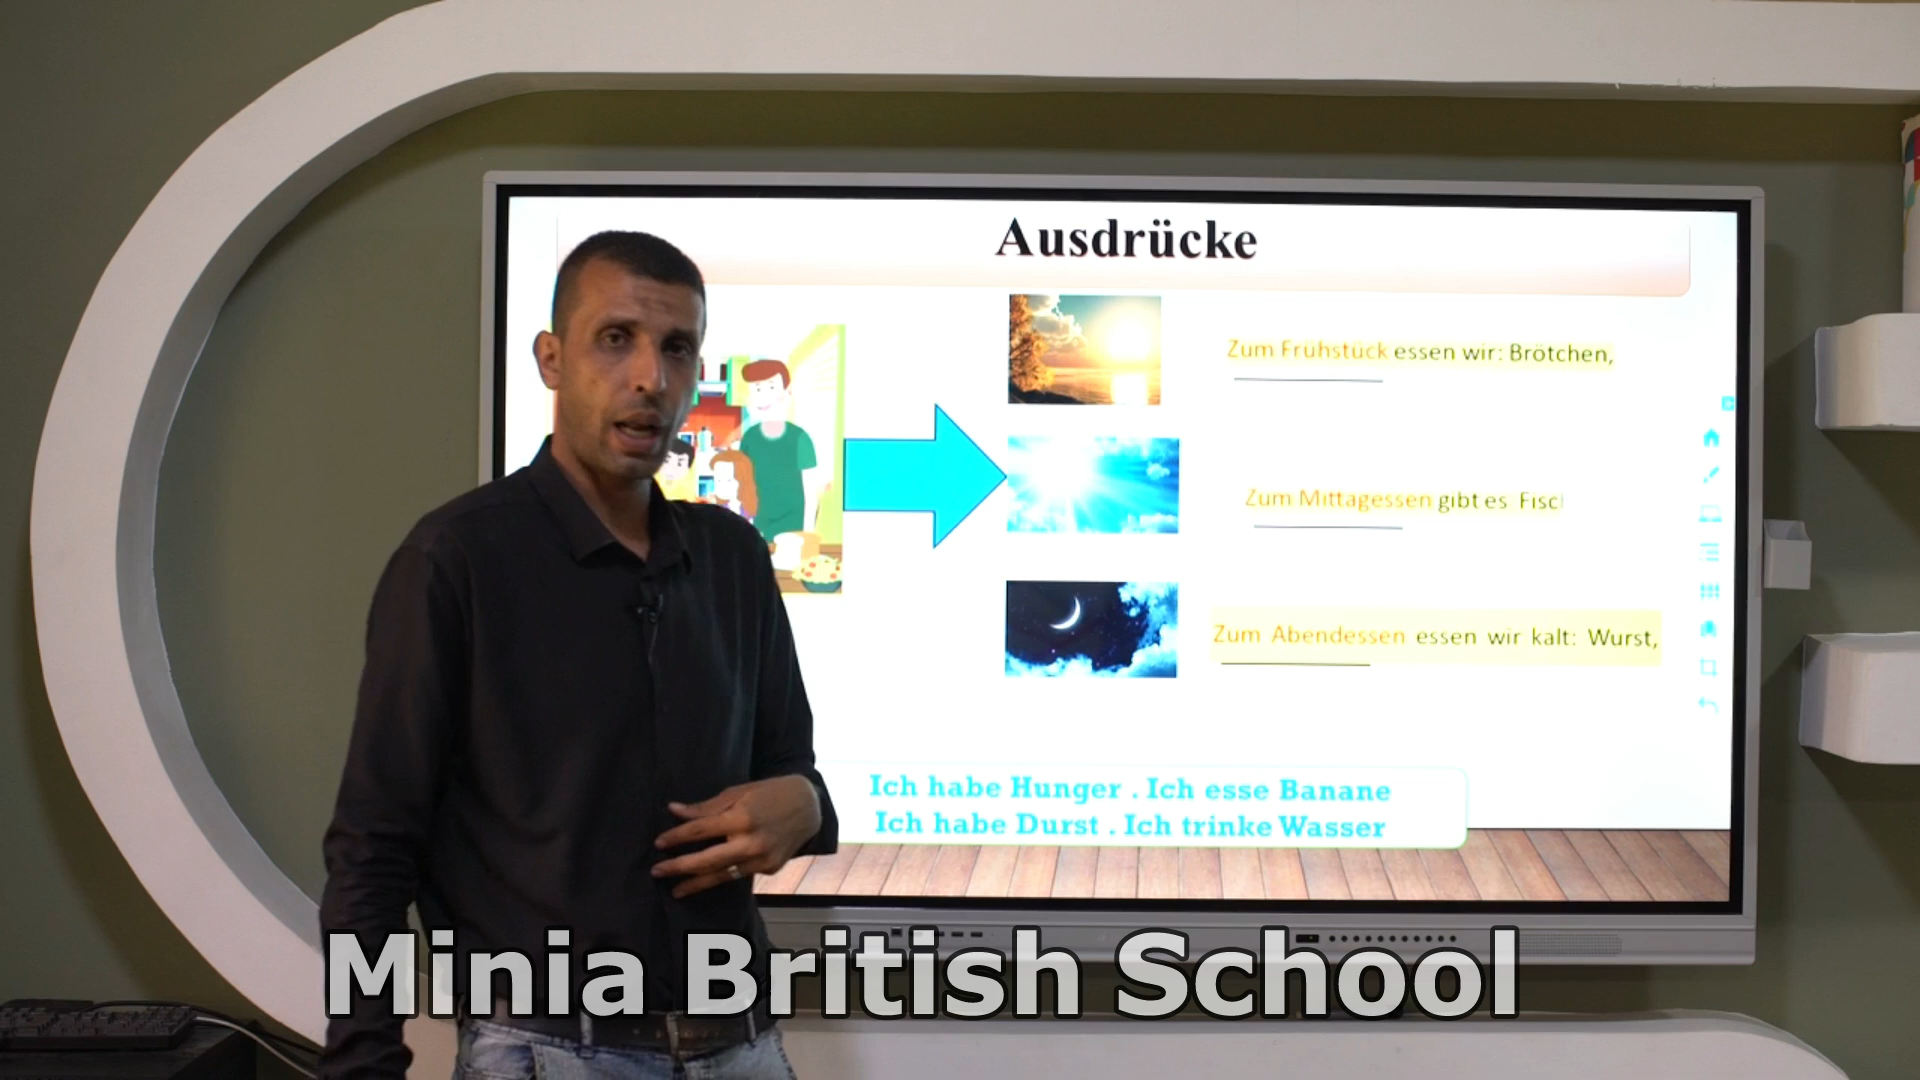 Ausdrücke
Zum Frühstück essen wir: Brötchen,
Zum Mittagessen gibt es Fisc
Zum Abendessen essen wir kalt: Wurst,
Ich habe Hunger . Ich esse Banane
Ich habe Durst . Ich trinke Wasser
Minia British School